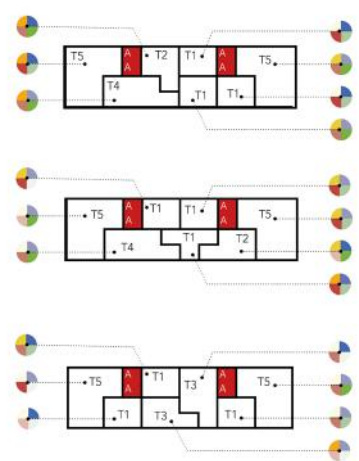 T5 A A T2 T1 A A T5
T4 T1 T1
T5 A A T1 T1 A A T5
T4 T1 T2
T5 A A T1 T3 A A T5
T1 T3 T1